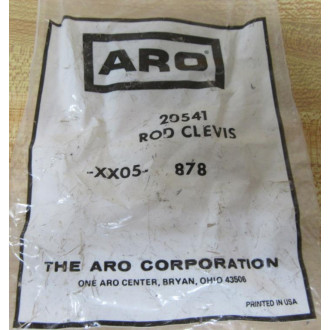 ARO
20541
ROD CLEVIS
-XX05- 878
THE ARO CORPORATION
ONE ARO CENTER, BRYAN, OHIO 43506
PRINTED IN USA